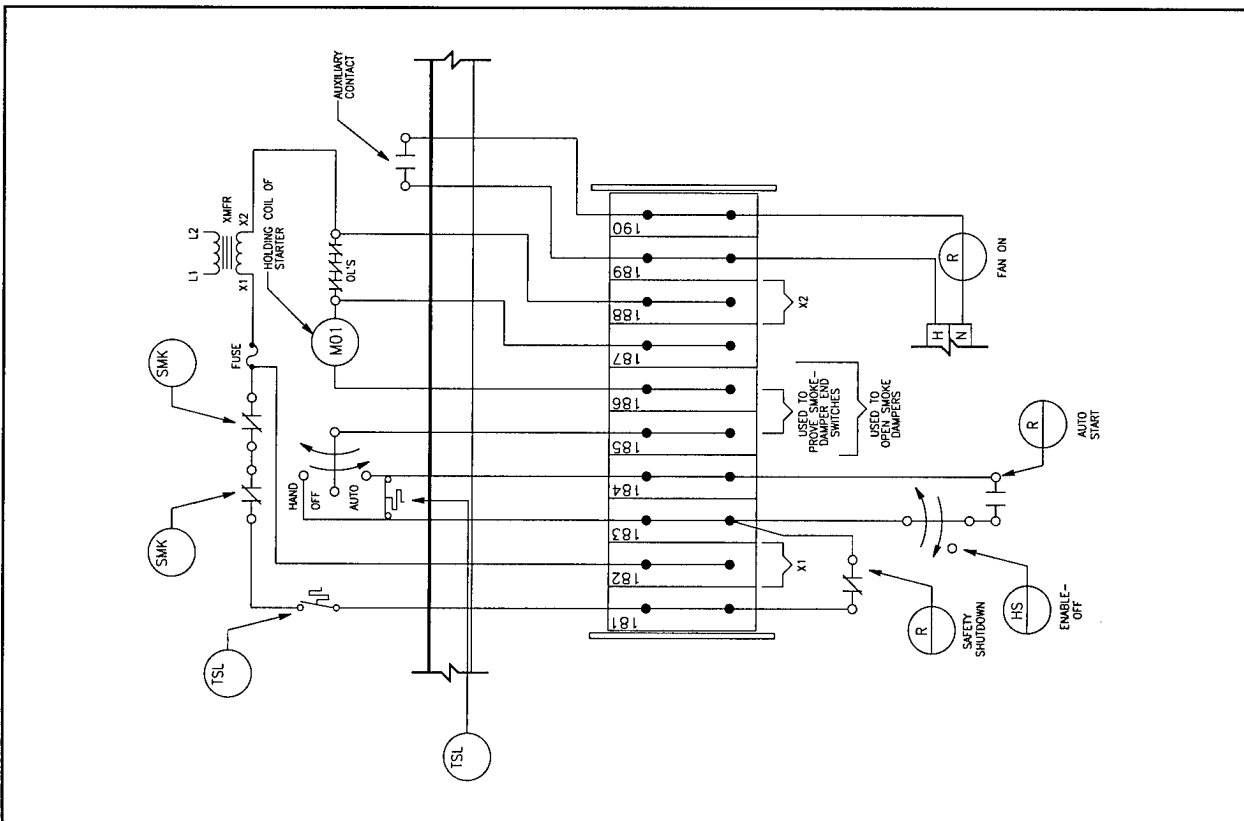 AUXILIARY
CONTACT
L1
L2
XMFR
X1
X2
HOLDING COIL OF
STARTER
SMK
SMK
FUSE
M01
OL'S
HAND
OFF
AUTO
TSL
TSL
181
182
183
184
185
186
187
188
189
190
X1
USED TO
PROVE SMOKE-
DAMPER END
SWITCHES
USED TO
OPEN SMOKE
DAMPERS
X2
H
N
R
FAN ON
R
AUTO
START
R
SAFETY
SHUTDOWN
HS
ENABLE-
OFF